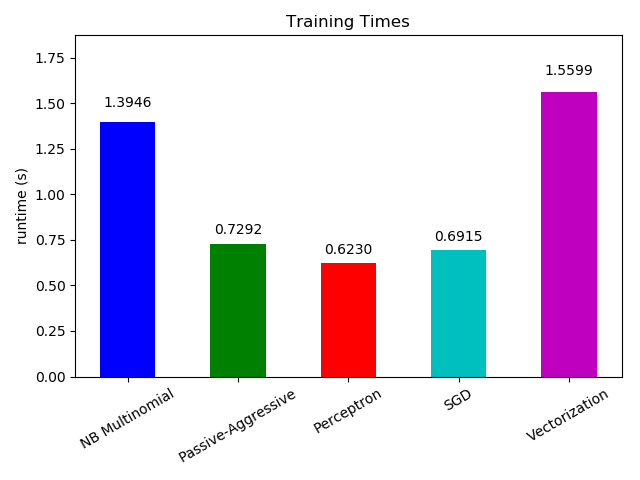 Training Times
runtime (s)
1.75
1.50
1.25
1.00
0.75
0.50
0.25
0.00
1.3946
0.7292
0.6230
0.6915
1.5599
NB Multinomial
Passive-Aggressive
Perceptron
SGD
Vectorization